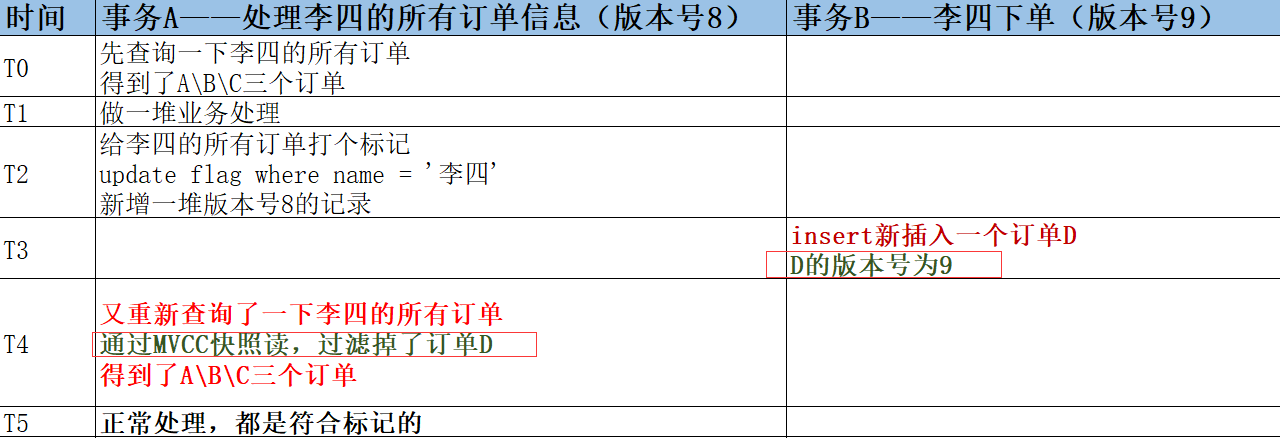 时间 事务A——处理李四的所有订单信息（版本号8） 事务B——李四下单（版本号9）
T0
先查询一下李四的所有订单
得到了A\B\C三个订单
T1 做一堆业务处理
T2
给李四的所有订单打个标记
update flag where name = '李四'
新增一堆版本号8的记录
T3
insert新插入一个订单D
D的版本号为9
T4
又重新查询了一下李四的所有订单
通过MVCC快照读，过滤掉了订单D
得到了A\B\C三个订单
T5 正常处理，都是符合标记的